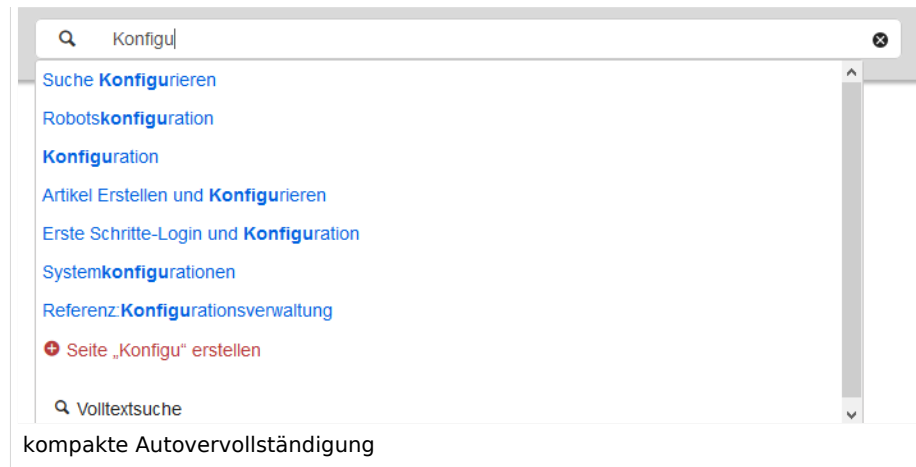 Konfigu
Suche Konfigurieren
Robotskonfiguration
Konfiguration
Artikel Erstellen und Konfigurieren
Erste Schritte-Login und Konfiguration
Systemkonfigurationen
Referenz:Konfigurationsverwaltung
Seite „Konfigu“ erstellen
Volltextsuche
kompakte Autovervollständigung